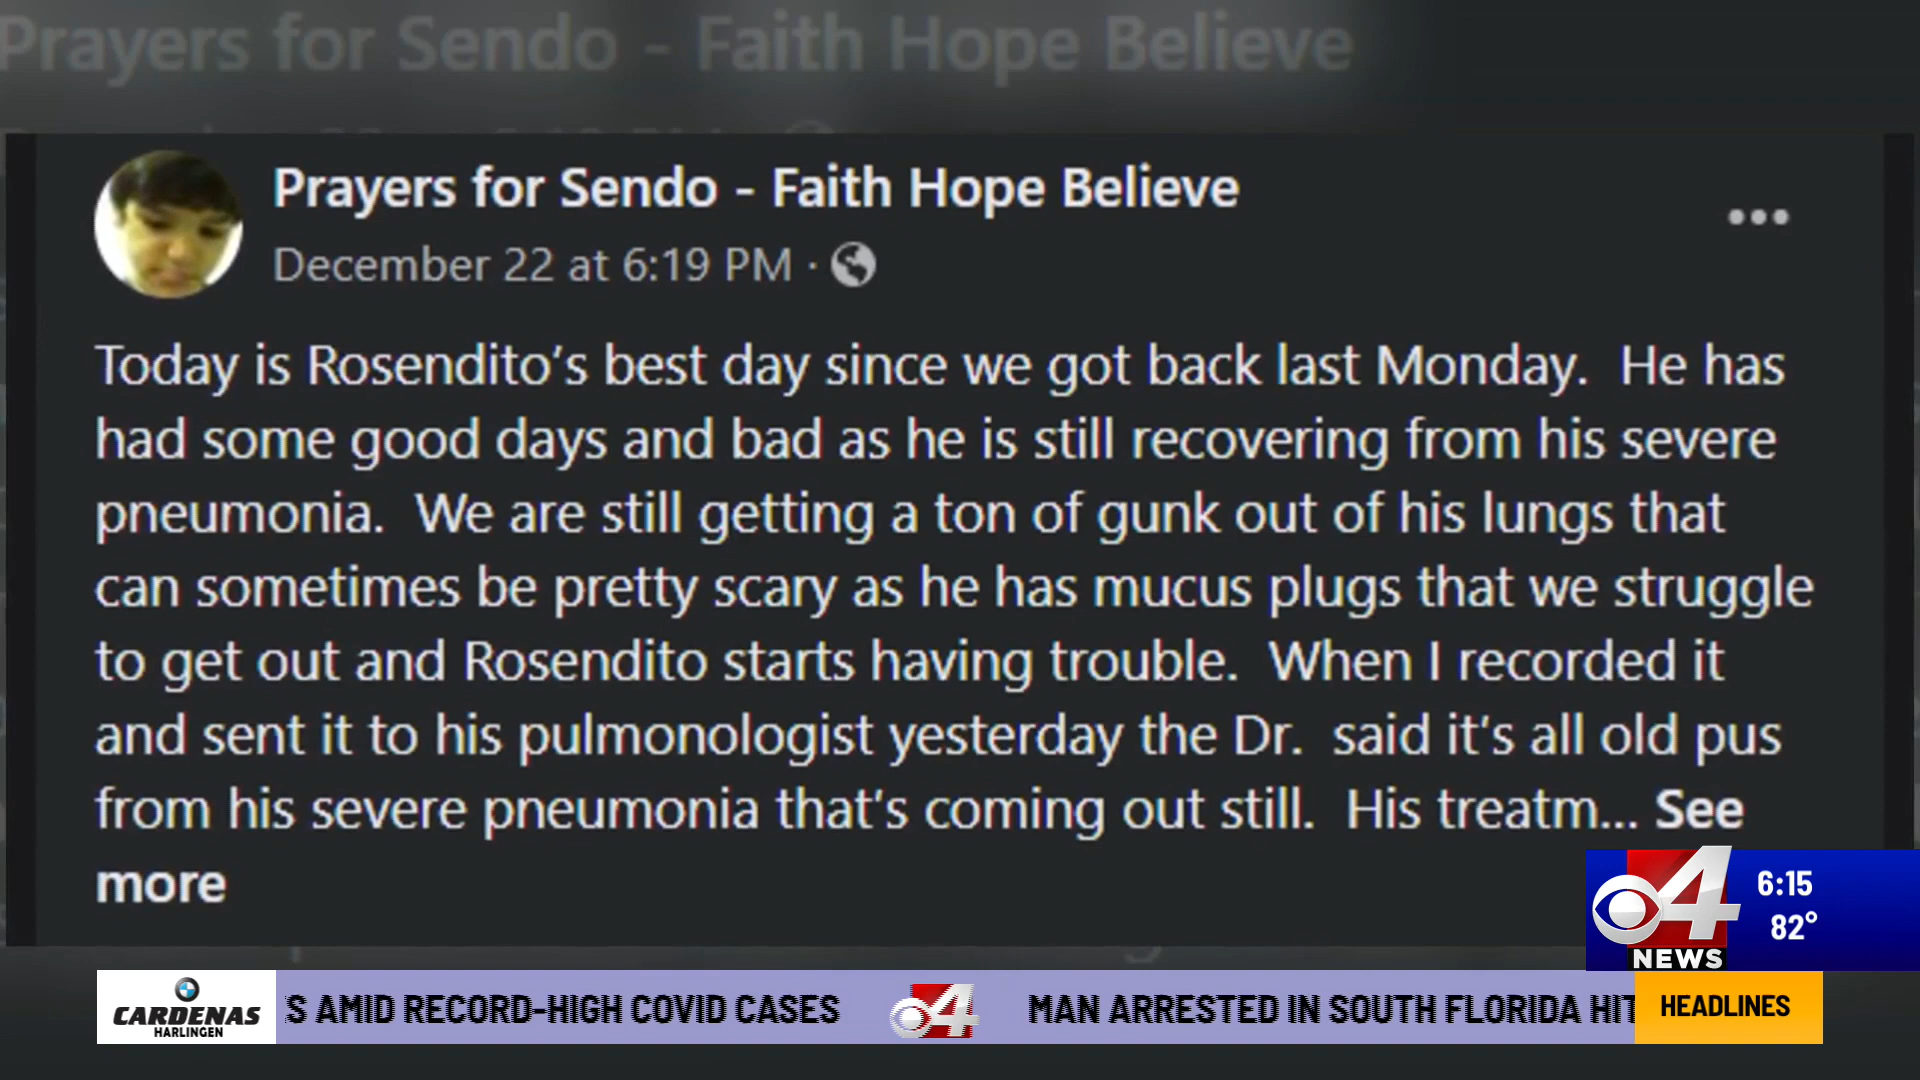 Prayers for Sendo - Faith Hope Believe
Prayers for Sendo - Faith Hope Believe
December 22 at 6:19 PM ·
Today is Rosendito’s best day since we got back last Monday.  He has
had some good days and bad as he is still recovering from his severe
pneumonia.  We are still getting a ton of gunk out of his lungs that
can sometimes be pretty scary as he has mucus plugs that we struggle
to get out and Rosendito starts having trouble.  When I recorded it
and sent it to his pulmonologist yesterday the Dr.  said it’s all old pus
from his severe pneumonia that’s coming out still.  His treatm... See
more
4
NEWS
6:15
82°
CARDENAS
HARLINGEN
S AMID RECORD-HIGH COVID CASES 4 MAN ARRESTED IN SOUTH FLORIDA HIT
HEADLINES